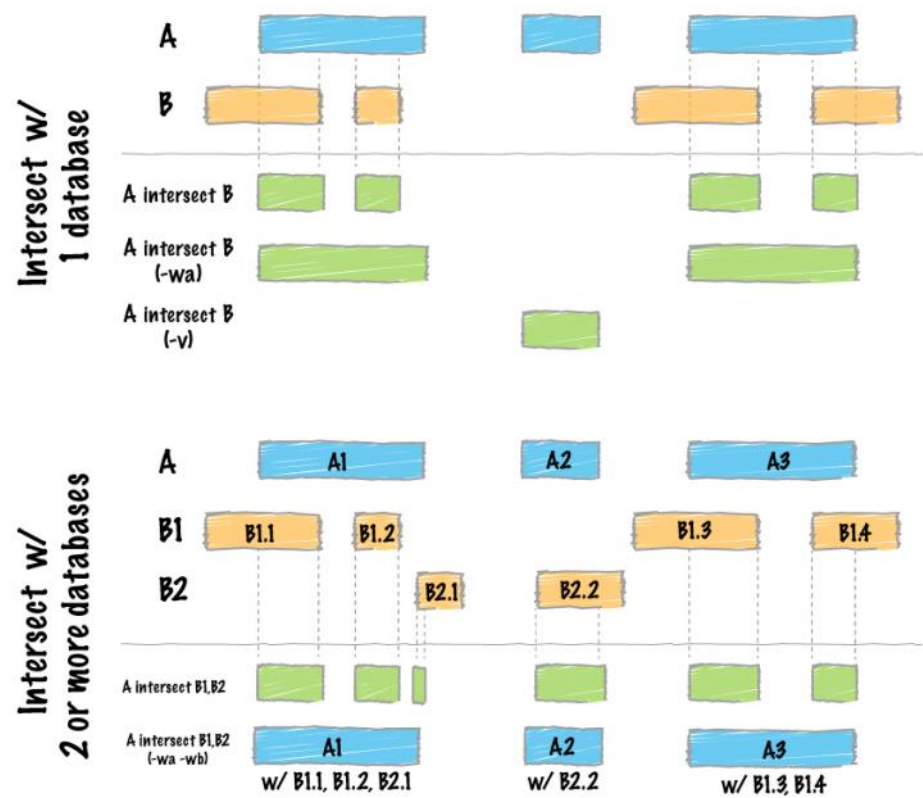 Intersect w/
1 database
A
B
A intersect B
A intersect B
(-wa)
A intersect B
(-v)
Intersect w/
2 or more databases
A
A1
A2
A3
B1
B1.1
B1.2
B1.3
B1.4
B2
B2.1
B2.2
A intersect B1,B2
A intersect B1,B2
(-wa -wb)
A1
A2
A3
w/ B1.1, B1.2, B2.1
w/ B2.2
w/ B1.3, B1.4